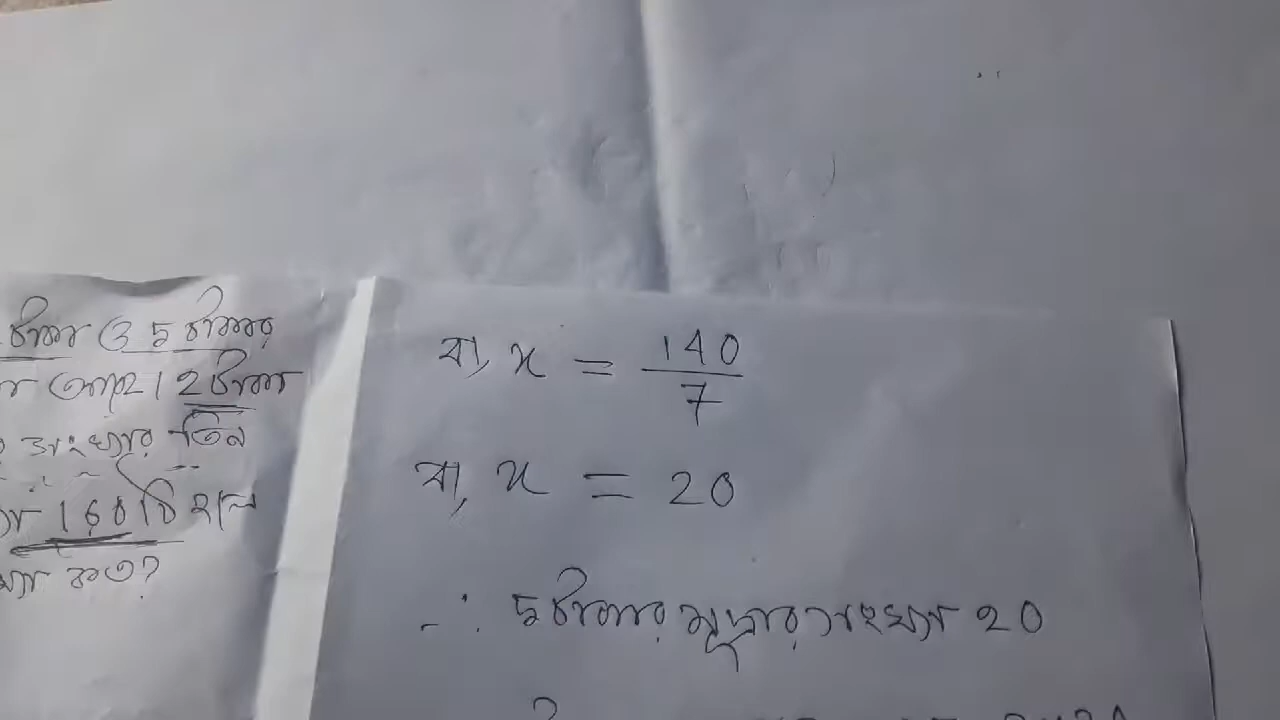 টাকা ও 5 টাকার
আছে। 2 টাকা
সংখ্যার তিন
160 টি হলে
কত?
বা, x = 140/7
বা, x = 20
∴ 5 টাকার মুদ্রার সংখ্যা 20